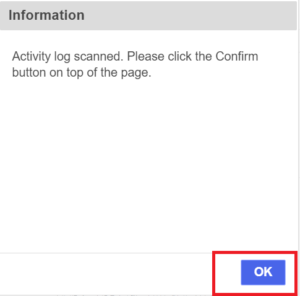 Information
Activity log scanned. Please click the Confirm
button on top of the page.
OK